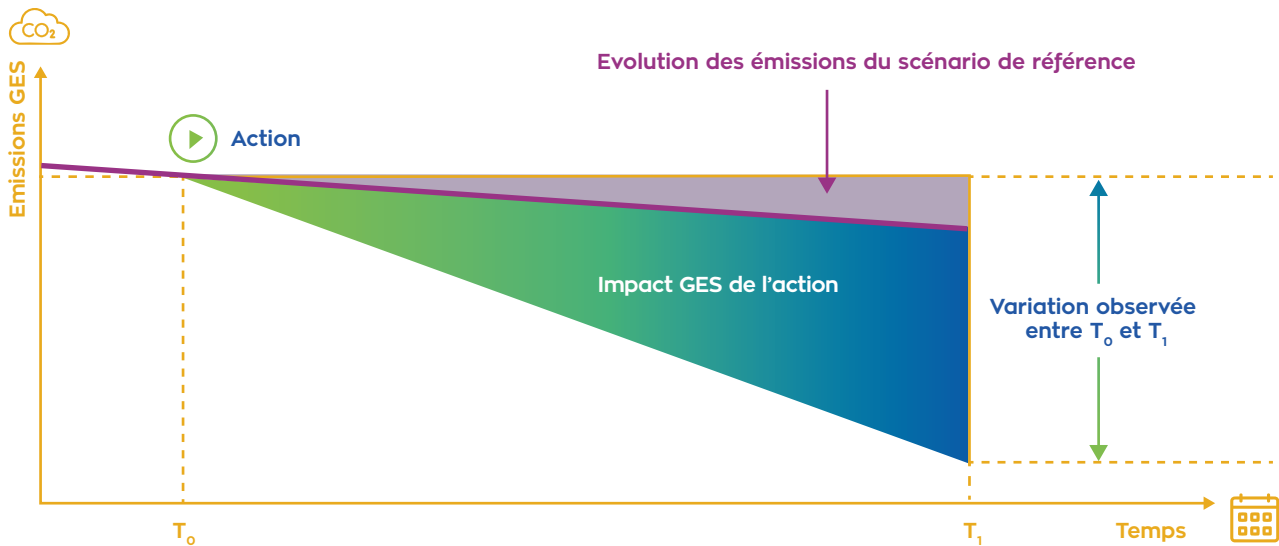 CO₂
Emissions GES
Evolution des émissions du scénario de référence
Action
Impact GES de l'action
Variation observée
entre T₀ et T₁
T₀
T₁
Temps